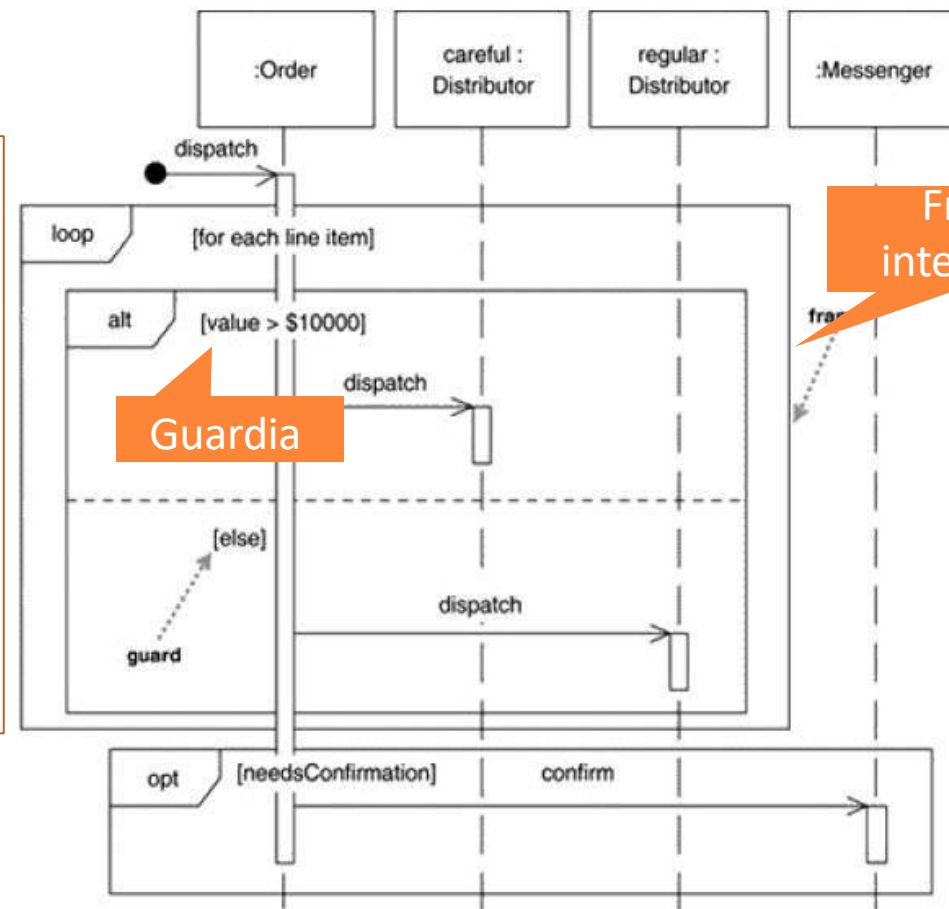 :Order
careful :
Distributor
regular :
Distributor
:Messenger
dispatch
loop
[for each line item]
alt
[value > $10000]
dispatch
Guardia
[else]
dispatch
guard
opt
[needsConfirmation]
confirm